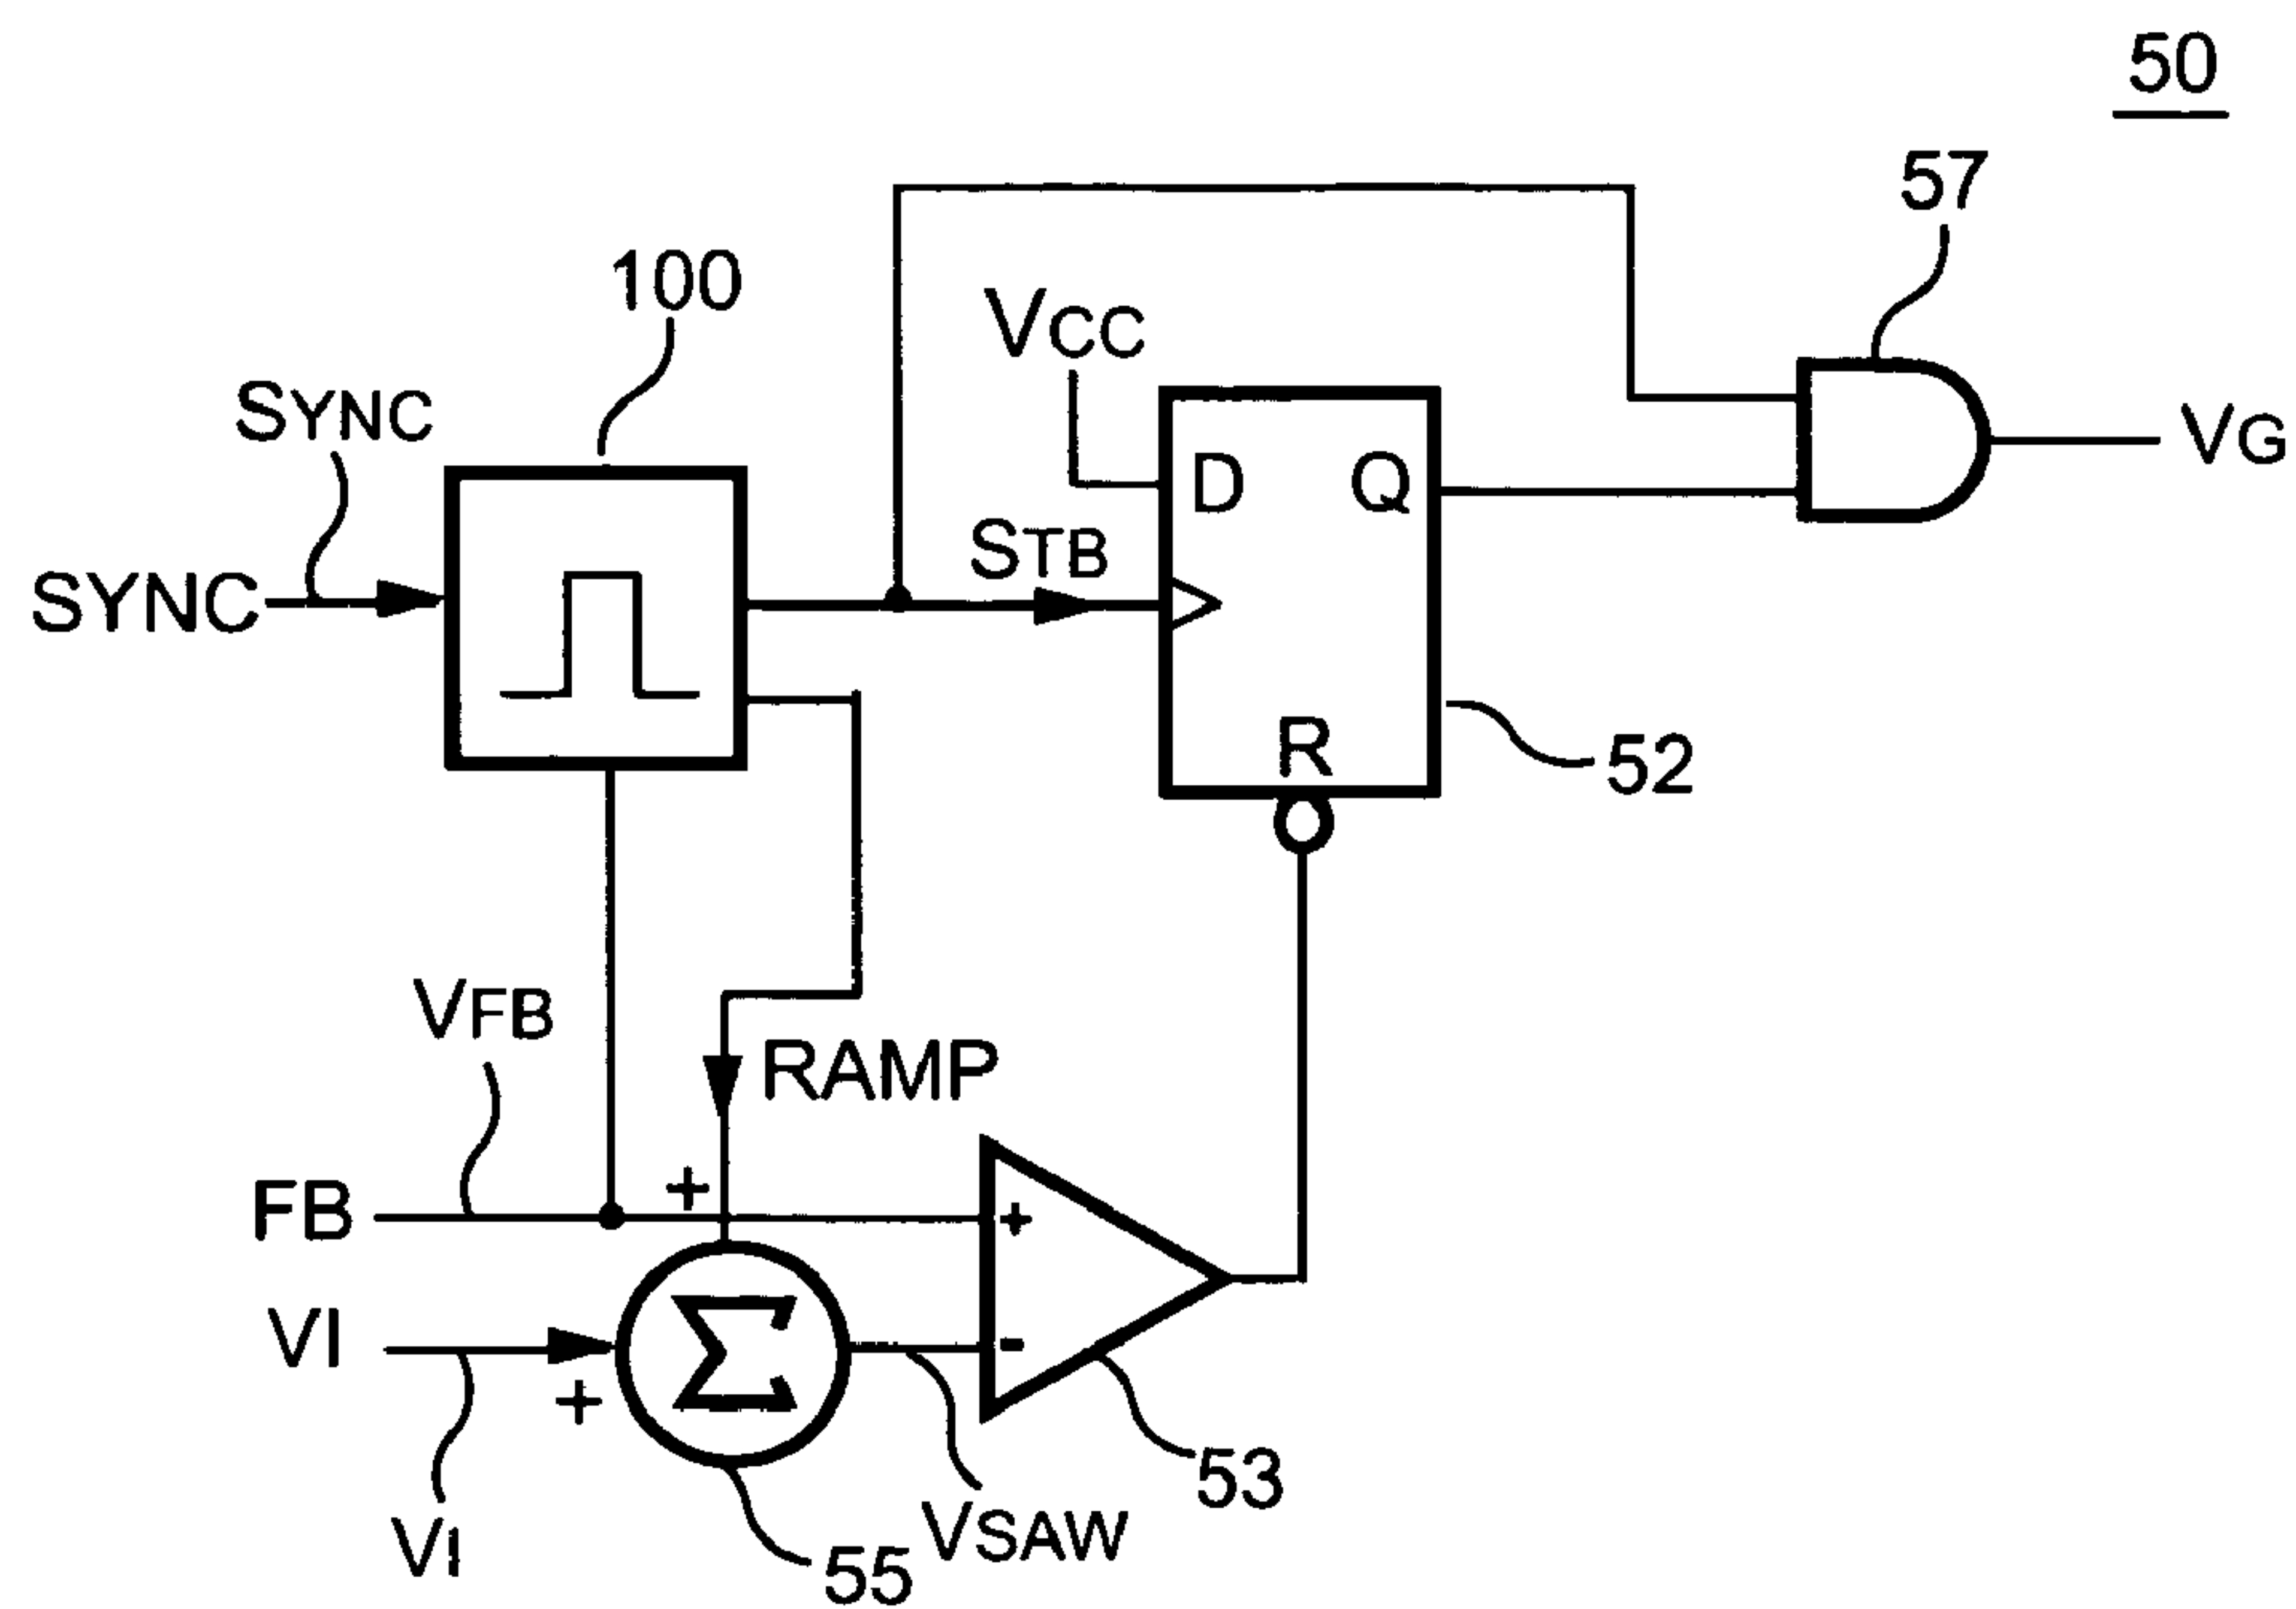 50
57
100
VCC
SYNC
VG
D
Q
STB
SYNC
R
52
VFB
RAMP
+
FB
+
VI
Σ
-
+
53
VSAW
VI
55